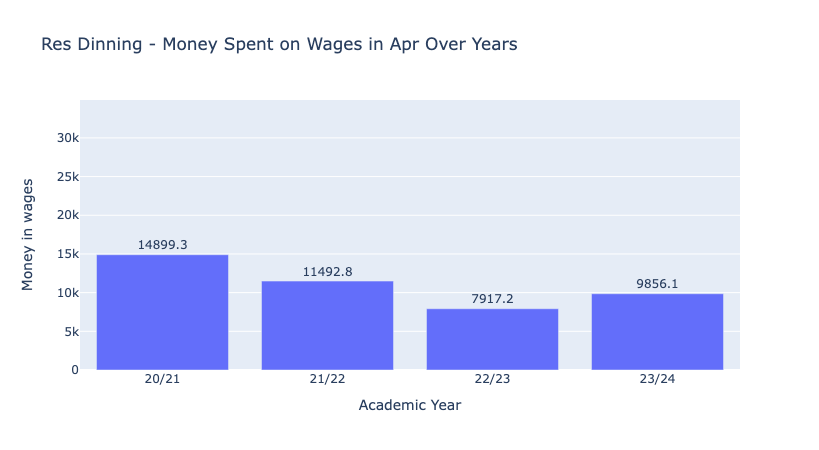 Res Dinning - Money Spent on Wages in Apr Over Years
Money in wages
30k
25k
20k
15k
10k
5k
0
14899.3
11492.8
7917.2
9856.1
20/21
21/22
22/23
23/24
Academic Year